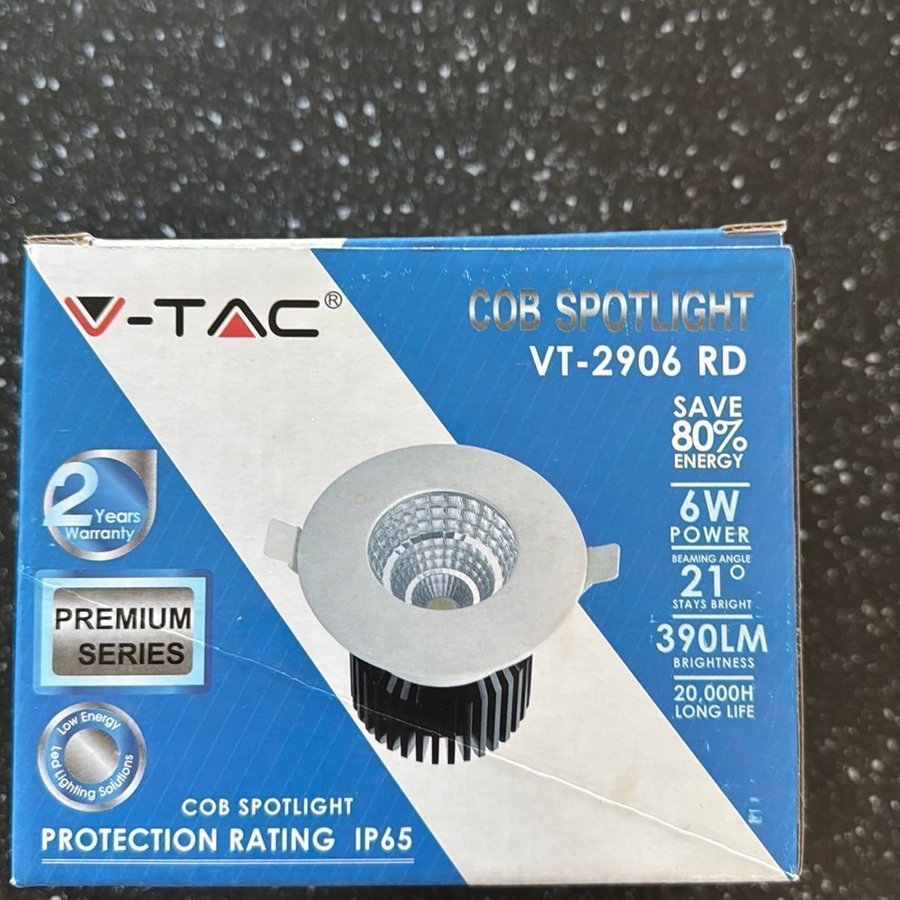 V-TAC®
COB SPOTLIGHT
VT-2906 RD
SAVE
80%
ENERGY
6W
POWER
BEAMING ANGLE
21°
STAYS BRIGHT
390LM
BRIGHTNESS
20,000H
LONG LIFE
2 Years
Warranty
PREMIUM
SERIES
Low Energy
Led Lighting Solutions
COB SPOTLIGHT
PROTECTION RATING IP65